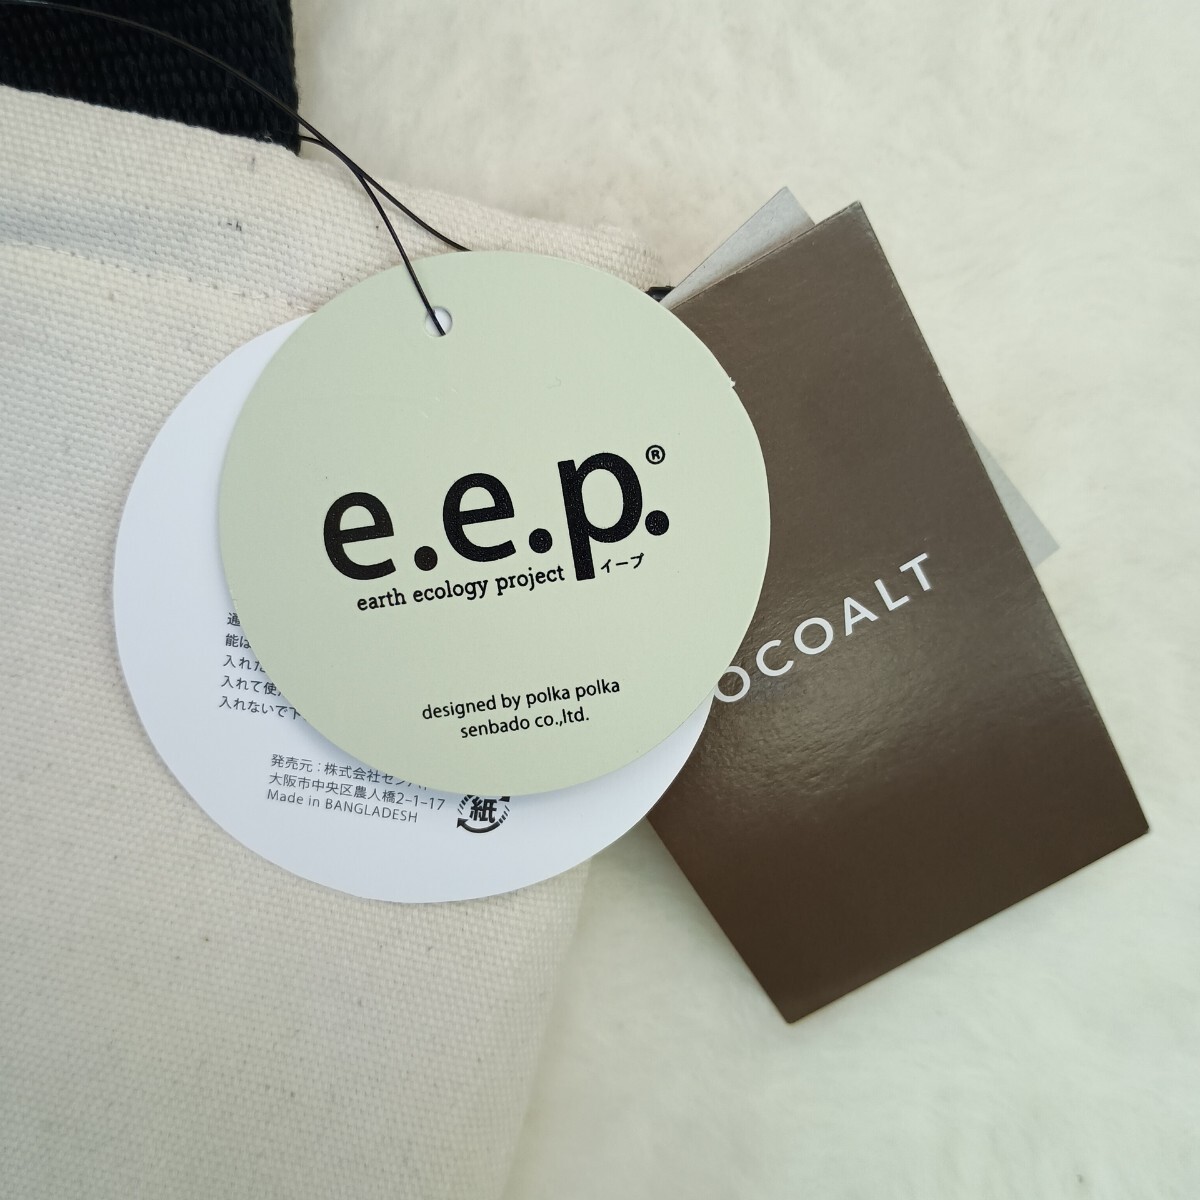 e.e.p.®
earth ecology project イープ
designed by polka polka
senbado co.,ltd.
OCOALT
通
能は
入れた
入れて使
入れないで下
発売元：株式会社セン
大阪市中央区農人橋2-1-17
Made in BANGLADESH
紙